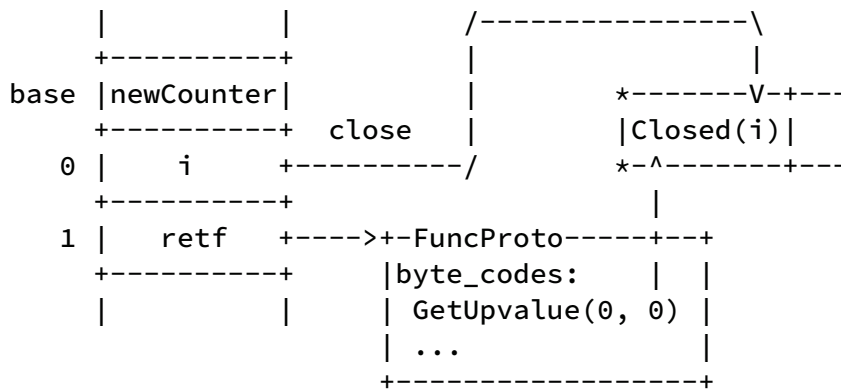 base |newCounter|
close |Closed(i)|
0 | i
1 | retf +---->+-FuncProto-----+--+
|byte_codes: | |
| GetUpvalue(0, 0) |
| ... |